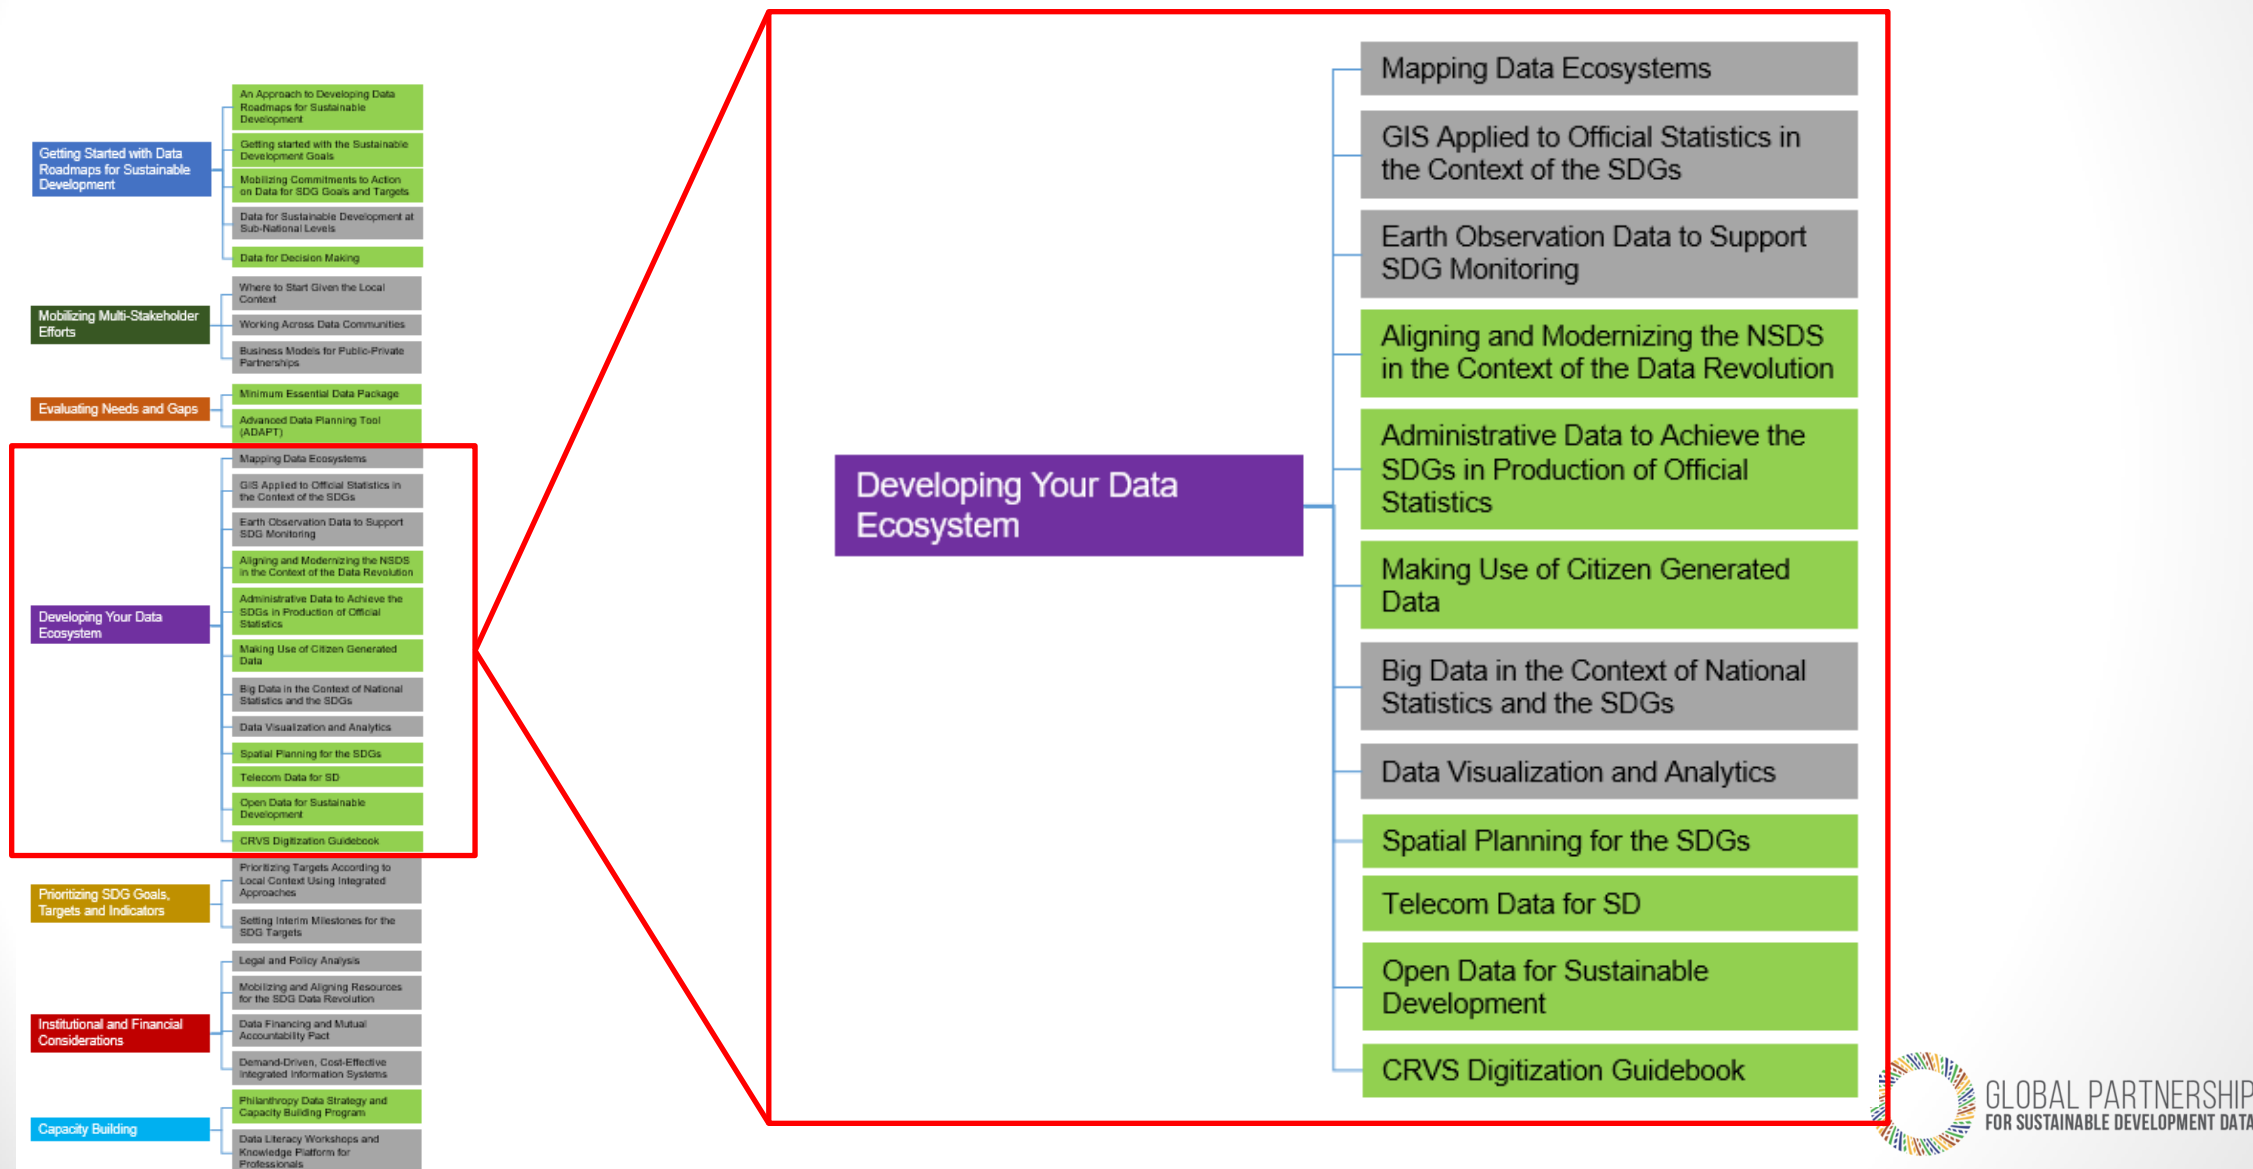 Getting Started with Data
Roadmaps for Sustainable
Development
An Approach to Developing Data
Roadmaps for Sustainable
Development
Getting started with the Sustainable
Development Goals
Mobilizing Commitments to Action
on Data for SDG Goals and Targets
Data for Sustainable Development at
Sub-National Levels
Data for Decision Making
Mobilizing Multi-Stakeholder
Efforts
Where to Start Given the Local
Context
Working Across Data Communities
Business Models for Public-Private
Partnerships
Evaluating Needs and Gaps
Minimum Essential Data Package
Advanced Data Planning Tool
(ADAPT)
Developing Your Data
Ecosystem
Mapping Data Ecosystems
GIS Applied to Official Statistics in
the Context of the SDGs
Earth Observation Data to Support
SDG Monitoring
Aligning and Modernizing the NSDS
in the Context of the Data Revolution
Administrative Data to Achieve the
SDGs in Production of Official
Statistics
Making Use of Citizen Generated
Data
Big Data in the Context of National
Statistics and the SDGs
Data Visualization and Analytics
Spatial Planning for the SDGs
Telecom Data for SD
Open Data for Sustainable
Development
CRVS Digitization Guidebook
Prioritizing SDG Goals,
Targets and Indicators
Prioritizing Targets According to
Local Context Using Integrated
Approaches
Setting Interim Milestones for the
SDG Targets
Institutional and Financial
Considerations
Legal and Policy Analysis
Mobilizing and Aligning Resources
for the SDG Data Revolution
Data Financing and Mutual
Accountability Pact
Demand-Driven, Cost-Effective
Integrated Information Systems
Capacity Building
Philanthropy Data Strategy and
Capacity Building Program
Data Literacy Workshops and
Knowledge Platform for
Professionals
Developing Your Data
Ecosystem
Mapping Data Ecosystems
GIS Applied to Official Statistics in
the Context of the SDGs
Earth Observation Data to Support
SDG Monitoring
Aligning and Modernizing the NSDS
in the Context of the Data Revolution
Administrative Data to Achieve the
SDGs in Production of Official
Statistics
Making Use of Citizen Generated
Data
Big Data in the Context of National
Statistics and the SDGs
Data Visualization and Analytics
Spatial Planning for the SDGs
Telecom Data for SD
Open Data for Sustainable
Development
CRVS Digitization Guidebook
GLOBAL PARTNERSHIP
FOR SUSTAINABLE DEVELOPMENT DATA